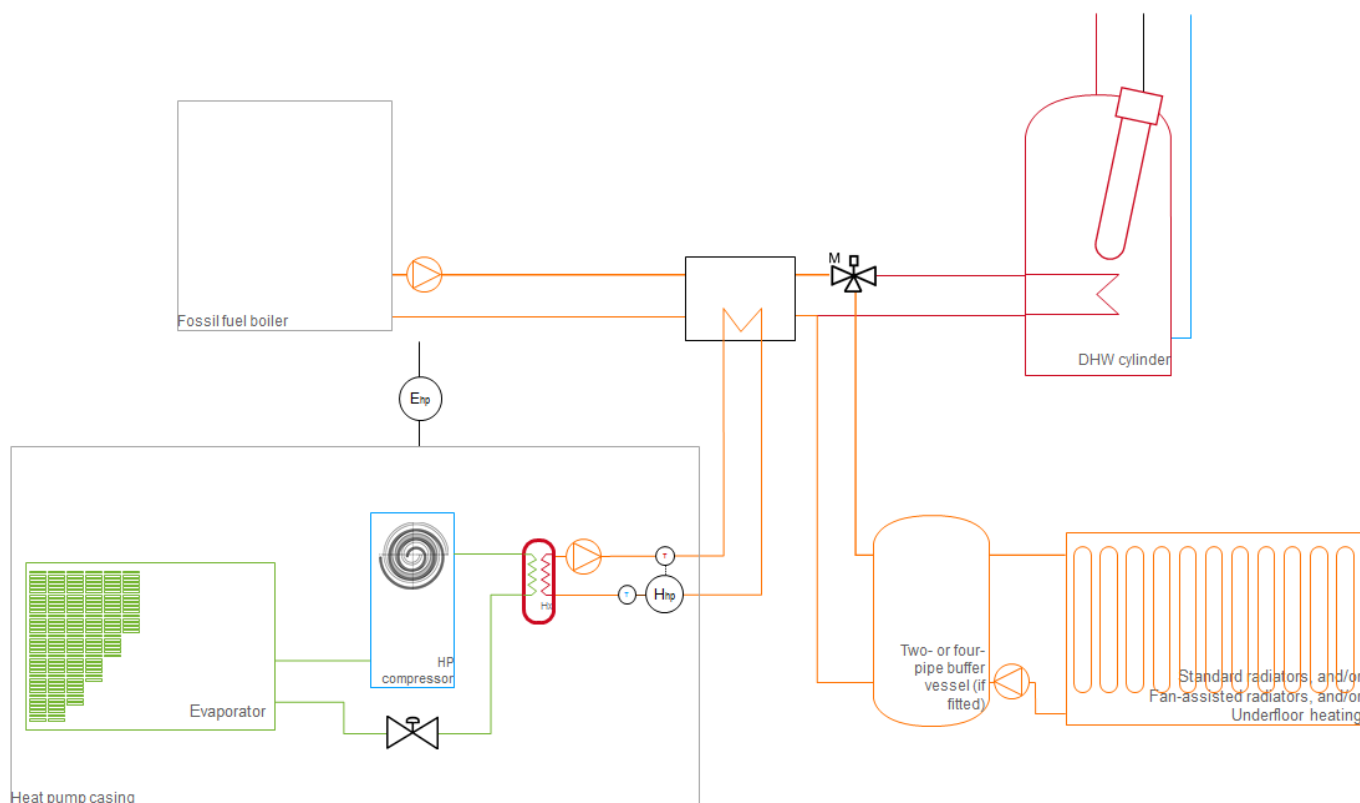 M
Fossil fuel boiler
DHW cylinder
Ehp
T
T
Hhp
Hx
HP
compressor
Evaporator
Two- or four-
pipe buffer
vessel (if
fitted)
Standard radiators, and/or
Fan-assisted radiators, and/or
Underfloor heating
Heat pump casing